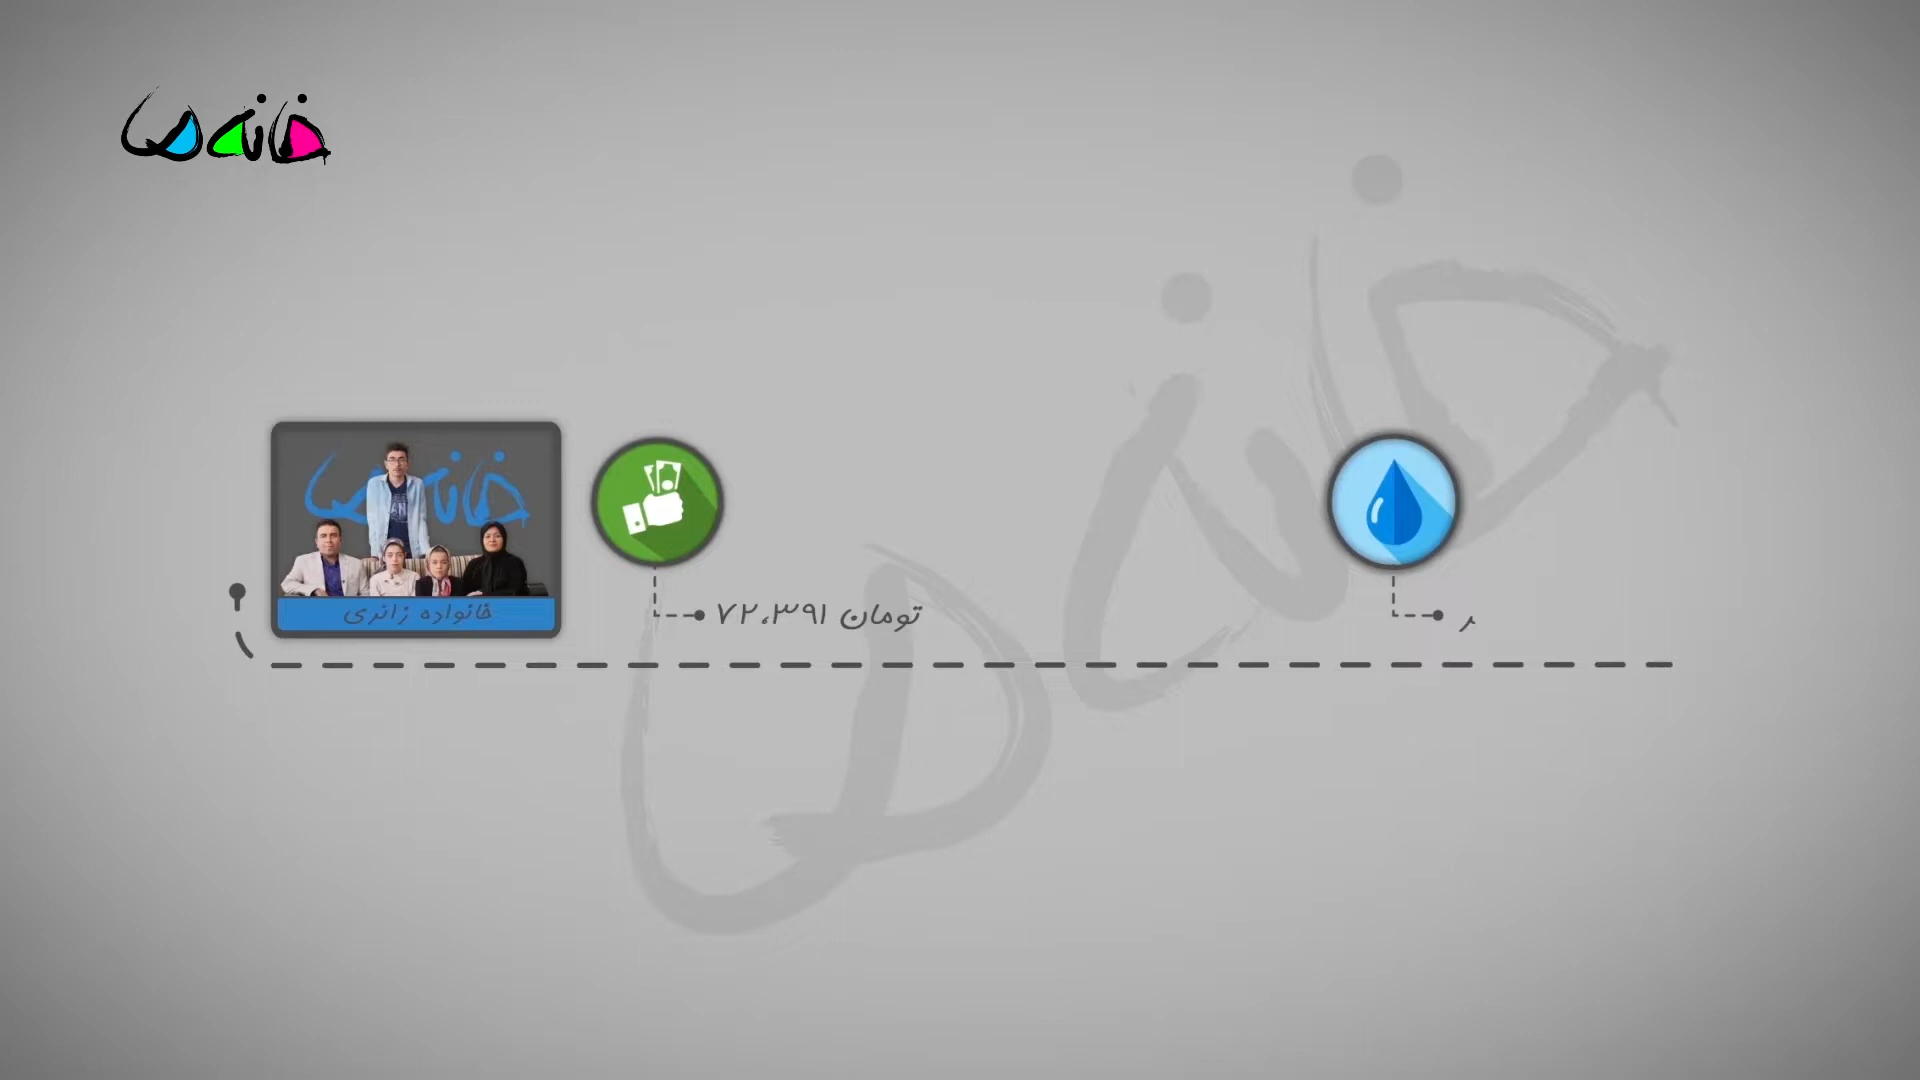 خانه ما
خانواده زائری
۷۲،۳۹۱ تومان